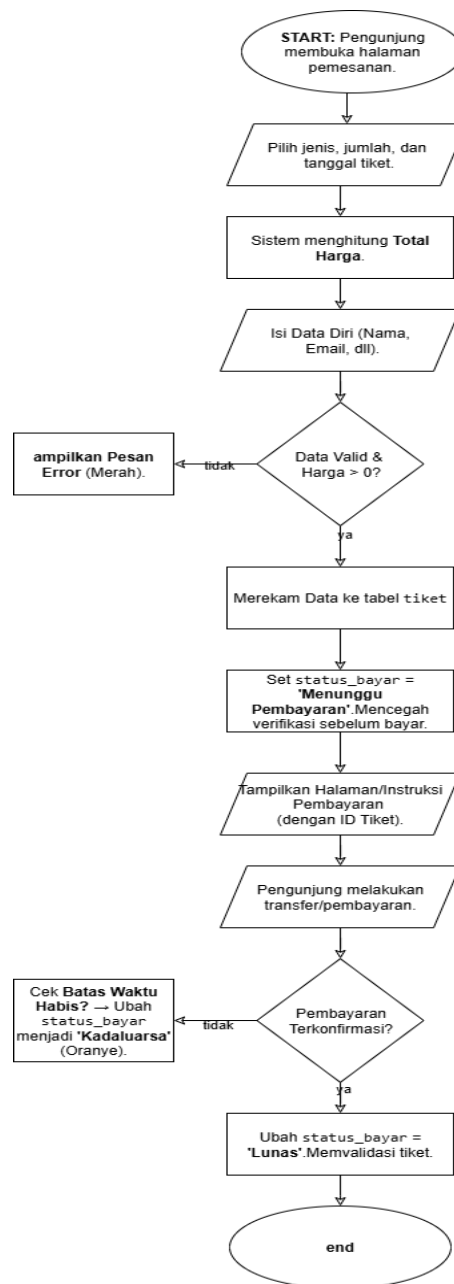 START: Pengunjung
membuka halaman
pemesanan.
Pilih jenis, jumlah, dan
tanggal tiket.
Sistem menghitung Total
Harga.
Isi Data Diri (Nama,
Email, dll).
Data Valid &
Harga > 0?
tidak
ampilkan Pesan
Error (Merah).
ya
Merekam Data ke tabel tiket
Set status_bayar =
'Menunggu
Pembayaran'.Mencegah
verifikasi sebelum bayar.
Tampilkan Halaman/Instruksi
Pembayaran
(dengan ID Tiket).
Pengunjung melakukan
transfer/pembayaran.
Pembayaran
Terkonfirmasi?
tidak
Cek Batas Waktu
Habis? → Ubah
status_bayar
menjadi 'Kadaluarsa'
(Oranye).
ya
Ubah status_bayar =
'Lunas'.Memvalidasi tiket.
end